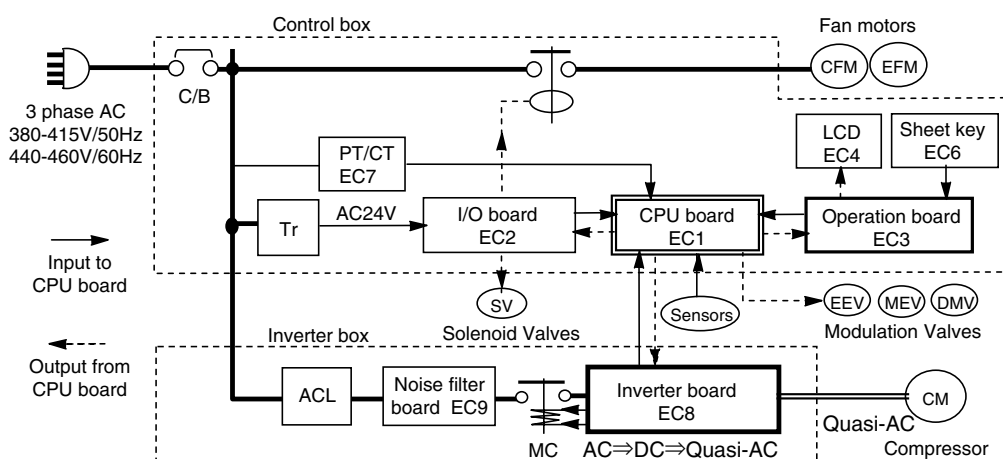 Control box
Fan motors
CFM
EFM
C/B
3 phase AC
380-415V/50Hz
440-460V/60Hz
LCD
EC4
Sheet key
EC6
PT/CT
EC7
Tr
AC24V
I/O board
EC2
CPU board
EC1
Operation board
EC3
Input to
CPU board
SV
Solenoid Valves
Sensors
EEV
MEV
DMV
Modulation Valves
Output from
CPU board
Inverter box
ACL
Noise filter
board EC9
MC
Inverter board
EC8
AC⇒DC⇒Quasi-AC
Quasi-AC
CM
Compressor